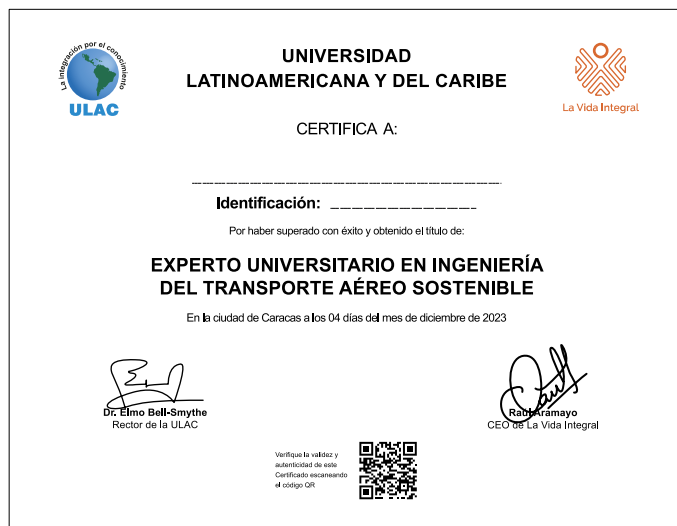 La integración por el conocimiento
ULAC
UNIVERSIDAD
LATINOAMERICANA Y DEL CARIBE
La Vida Integral
CERTIFICA A:
Identificación:
Por haber superado con éxito y obtenido el título de:
EXPERTO UNIVERSITARIO EN INGENIERÍA
DEL TRANSPORTE AÉREO SOSTENIBLE
En la ciudad de Caracas a los 04 días del mes de diciembre de 2023
Dr. Elmo Bell-Smythe
Rector de la ULAC
Raúl Aramayo
CEO de La Vida Integral
Verifique la validez y
autenticidad de este
Certificado escaneando
el código QR